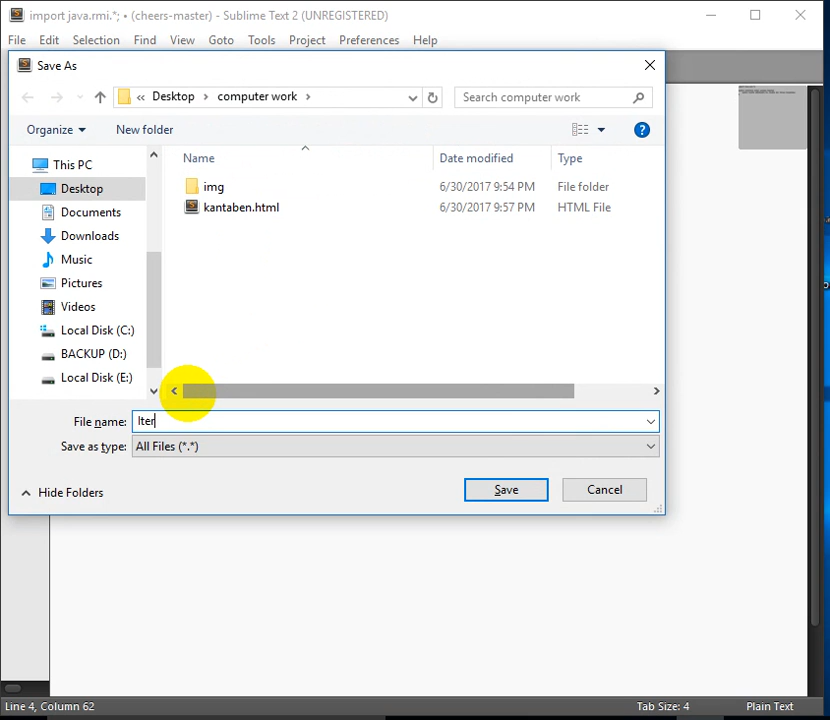 import java.rmi.*; • (cheers-master) - Sublime Text 2 (UNREGISTERED)
File Edit Selection Find View Goto Tools Project Preferences Help
Save As
« Desktop > computer work >
Search computer work
Organize
New folder
Name
Date modified
Type
This PC
Desktop
Documents
Downloads
Music
Pictures
Videos
Local Disk (C:)
BACKUP (D:)
Local Disk (E:)
img 6/30/2017 9:54 PM File folder
kantaben.html 6/30/2017 9:57 PM HTML File
File name: Iter
Save as type: All Files (*.*)
Hide Folders
Save
Cancel
Line 4, Column 62
Tab Size: 4
Plain Text